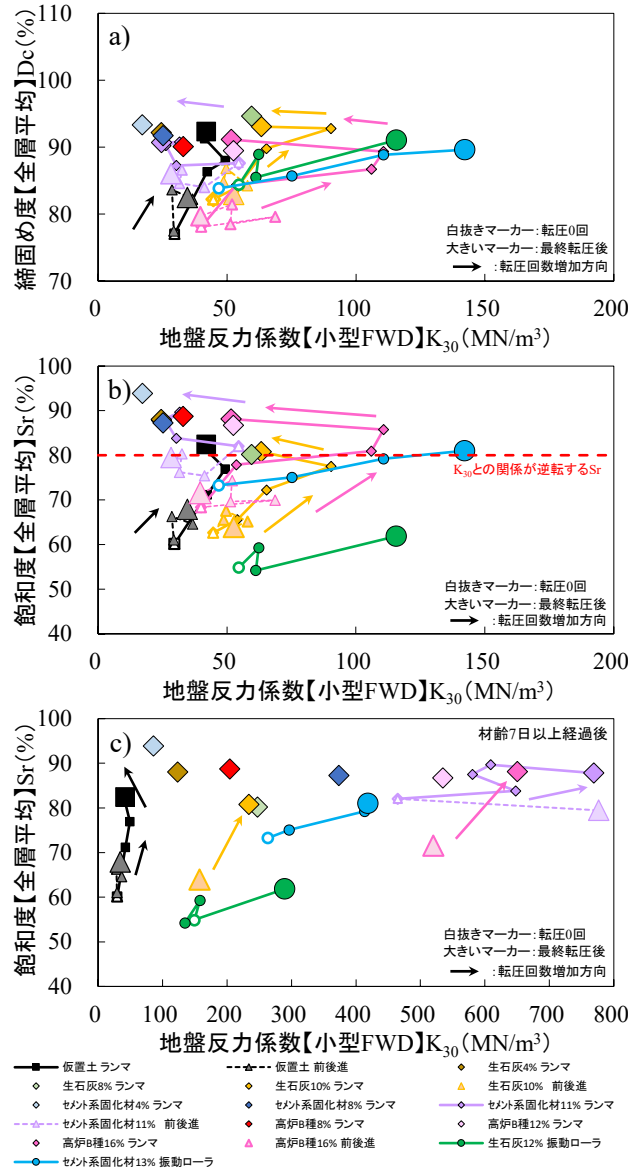 110
a)
100
90
80
70
締固め度【全層平均】Dc(%)
白抜きマーカー：転圧0回
大きいマーカー：最終転圧後
：転圧回数増加方向
0 50 100 150 200
地盤反力係数【小型FWD】K30(MN/m³)
100
b)
90
80
70
60
50
40
飽和度【全層平均】Sr(%)
K30との関係が逆転するSr
白抜きマーカー：転圧0回
大きいマーカー：最終転圧後
：転圧回数増加方向
0 50 100 150 200
地盤反力係数【小型FWD】K30(MN/m³)
100
c)
材齢7日以上経過後
90
80
70
60
50
40
飽和度【全層平均】Sr(%)
白抜きマーカー：転圧0回
大きいマーカー：最終転圧後
：転圧回数増加方向
0 100 200 300 400 500 600 700 800
地盤反力係数【小型FWD】K30(MN/m³)
仮置土 ランマ 仮置土 前後進 生石灰4% ランマ
生石灰8% ランマ 生石灰10% ランマ 生石灰10% 前後進
セメント系固化材4% ランマ セメント系固化材8% ランマ セメント系固化材11% ランマ
セメント系固化材11% 前後進 高炉B種8% ランマ 高炉B種12% ランマ
高炉B種16% ランマ 高炉B種16% 前後進 生石灰12% 振動ローラ
セメント系固化材13% 振動ローラ